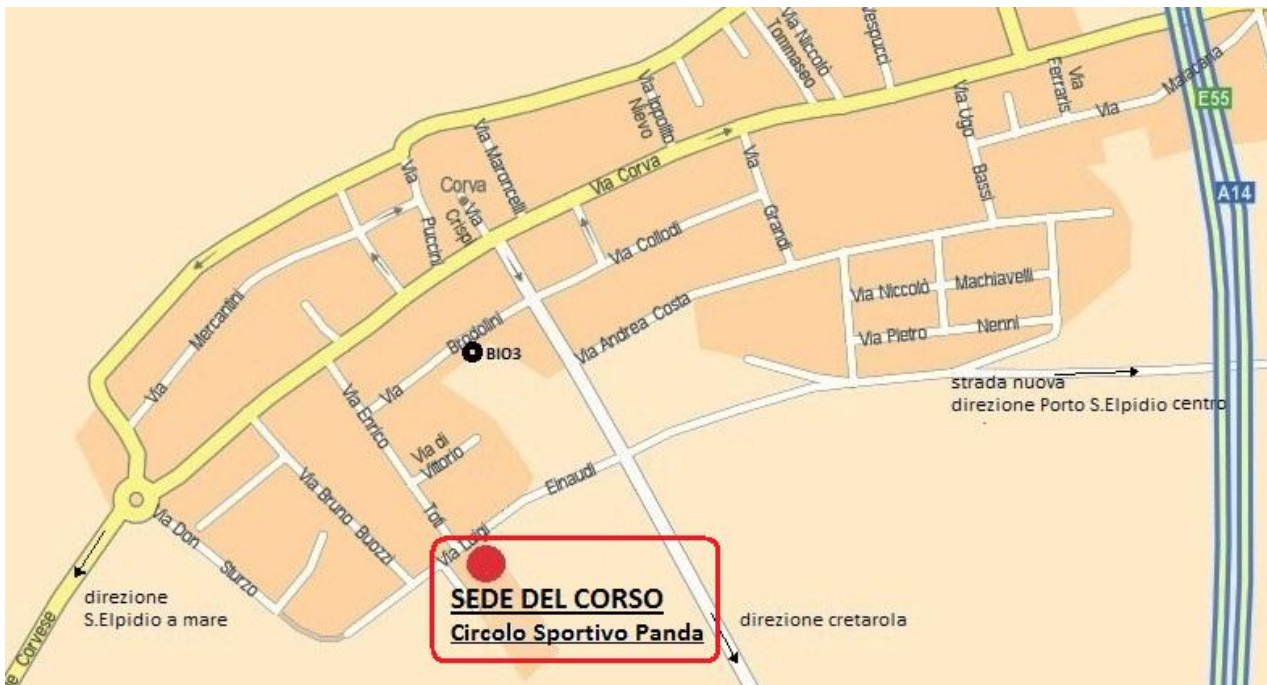 Via Niccolò
Tommaseo
Vespucci
Via Ippolito
Nievo
Via Ugo
Bassi
Via
Ferraris
Via Malacaria
E55
A14
Via Maroncelli
Via Corva
Via
Puccini
Corva
Via
Crispi
Via
Grandi
Via Collodi
Via Mercantini
Via Brodolini
BIO3
Via Andrea Costa
Via Niccolò Machiavelli
Via Pietro Nenni
strada nuova
direzione Porto S.Elpidio centro
Via Enrico Toti
Via di
Vittorio
Via Bruno Buozzi
Via Luigi Einaudi
Via Don Sturzo
direzione
S.Elpidio a mare
SEDE DEL CORSO
Circolo Sportivo Panda
direzione cretarola
e Corvese